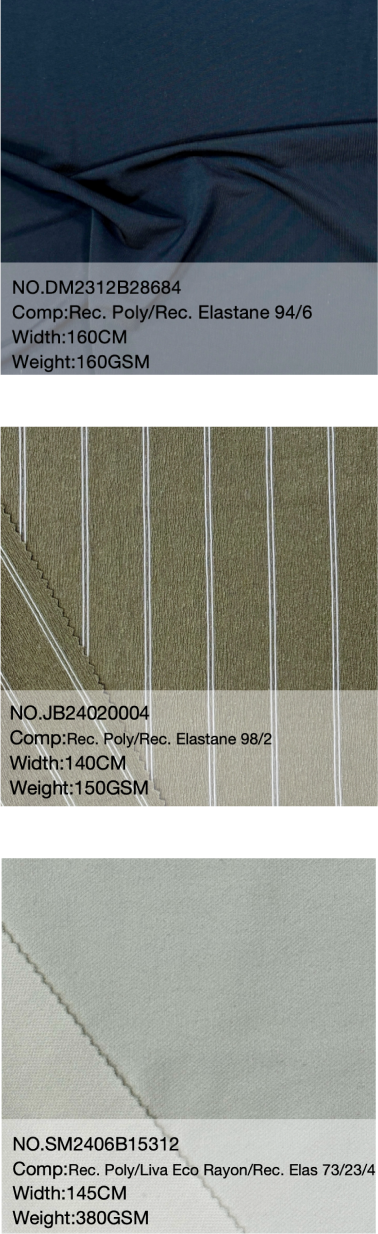 NO.DM2312B28684
Comp:Rec. Poly/Rec. Elastane 94/6
Width:160CM
Weight:160GSM
NO.JB24020004
Comp:Rec. Poly/Rec. Elastane 98/2
Width:140CM
Weight:150GSM
NO.SM2406B15312
Comp:Rec. Poly/Liva Eco Rayon/Rec. Elas 73/23/4
Width:145CM
Weight:380GSM